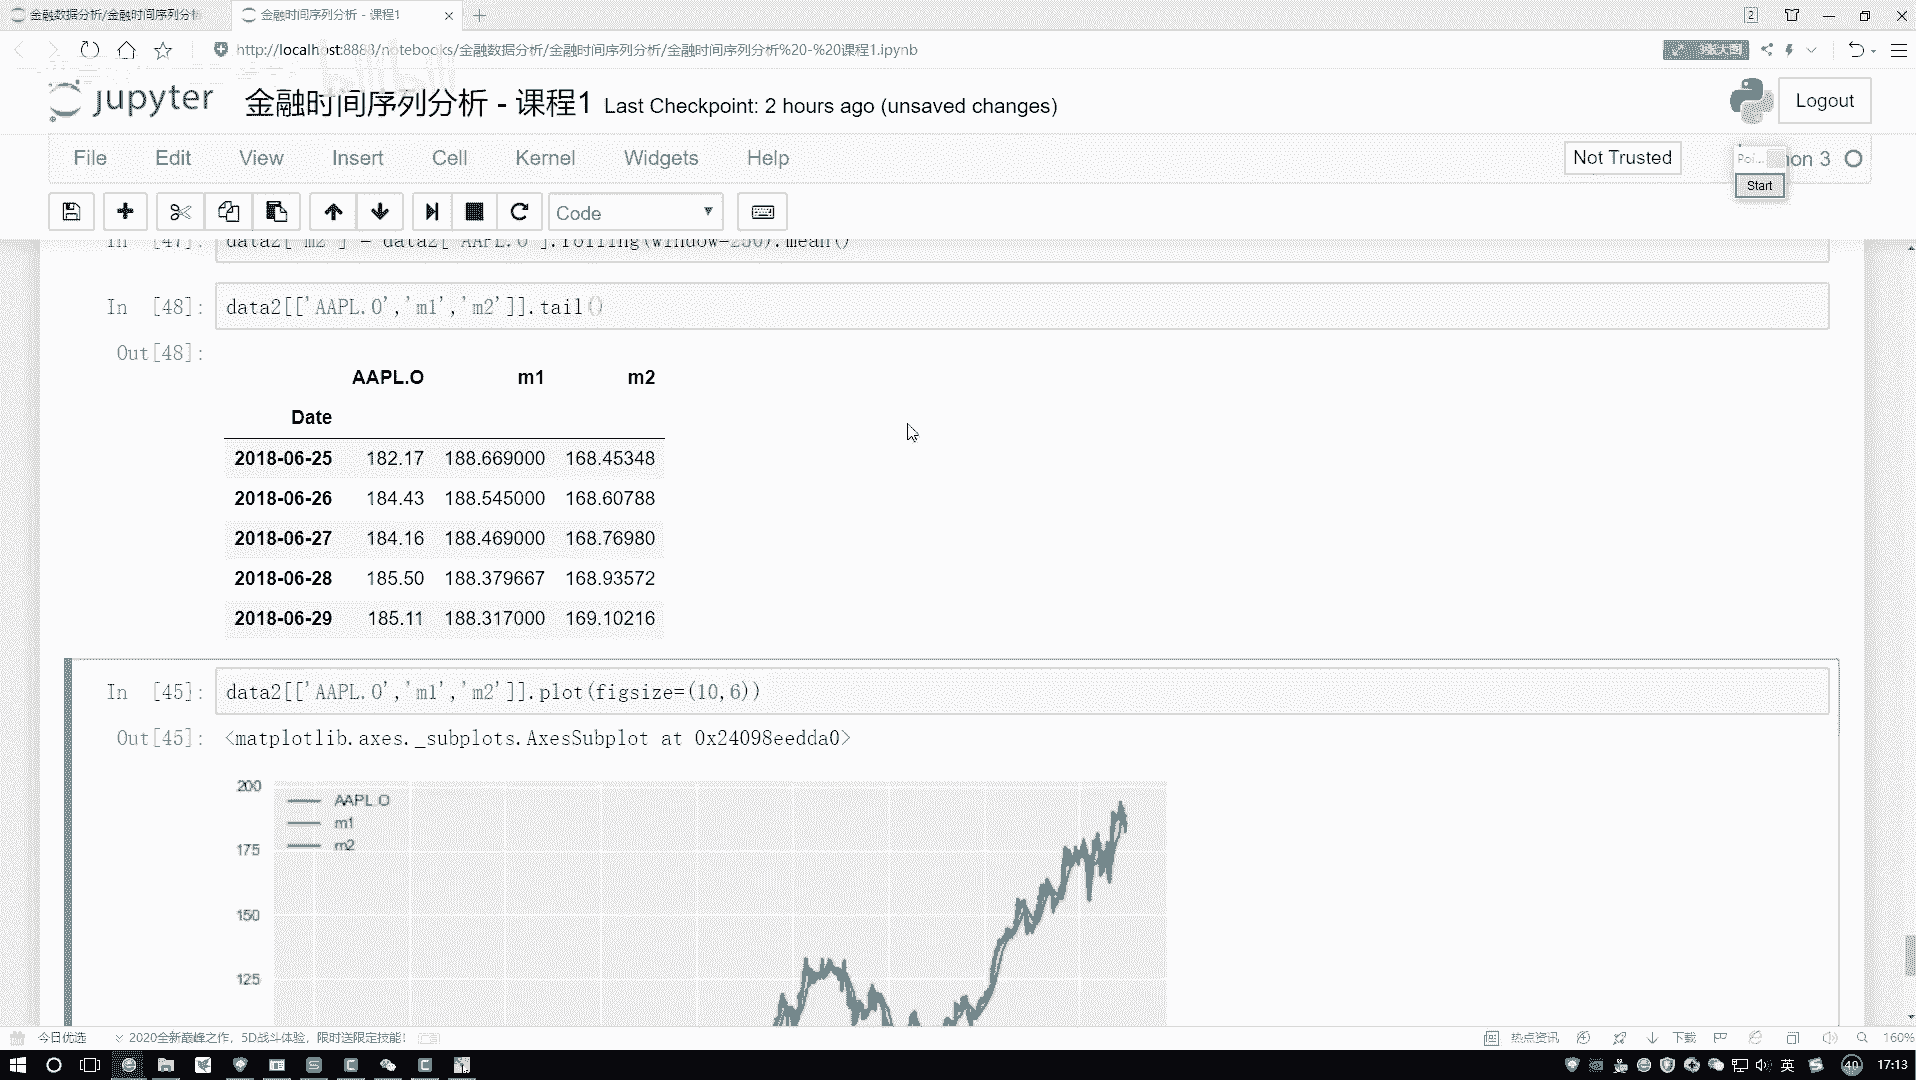 金融数据分析/金融时间序列分析
金融时间序列分析 - 课程1
2
http://localhost:8888/notebooks/金融数据分析/金融时间序列分析/金融时间序列分析%20-%20课程1.ipynb
jupyter 金融时间序列分析 - 课程1 Last Checkpoint: 2 hours ago (unsaved changes)
Logout
File Edit View Insert Cell Kernel Widgets Help
Not Trusted
Poi...
Start
Code
In [47]: data2['m2'] = data2['AAPL.O'].rolling(window=250).mean()
In [48]: data2[['AAPL.O','m1','m2']].tail()
Out[48]:
AAPL.O m1 m2
Date
2018-06-25 182.17 188.669000 168.45348
2018-06-26 184.43 188.545000 168.60788
2018-06-27 184.16 188.469000 168.76980
2018-06-28 185.50 188.379667 168.93572
2018-06-29 185.11 188.317000 169.10216
In [45]: data2[['AAPL.O','m1','m2']].plot(figsize=(10,6))
Out[45]: <matplotlib.axes._subplots.AxesSubplot at 0x24098eedda0>
200
AAPL.O
m1
m2
175
150
125
今日优选
2020全新巅峰之作，5D战斗体验，限时送限定技能！
热点资讯
下载
160%
英
40
17:13